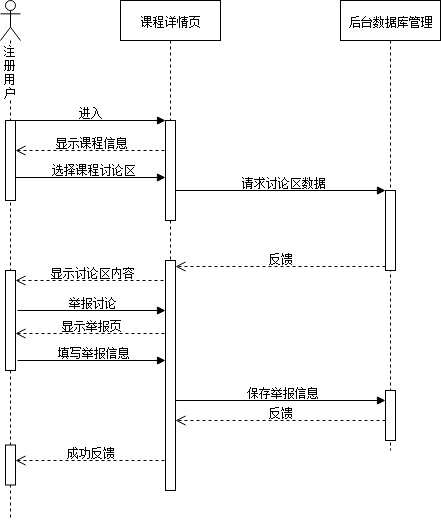 课程详情页
后台数据库管理
注册用户
进入
显示课程信息
选择课程讨论区
请求讨论区数据
反馈
显示讨论区内容
举报讨论
显示举报页
填写举报信息
保存举报信息
反馈
成功反馈